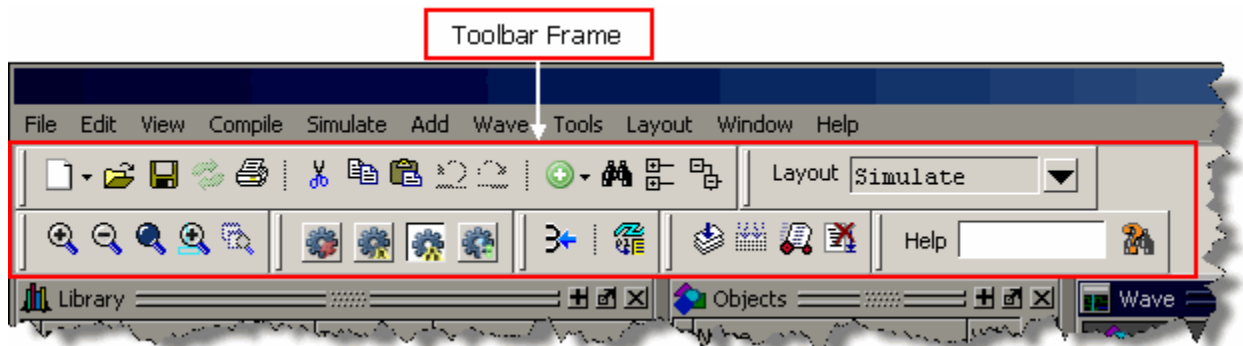 Toolbar Frame
File Edit View Compile Simulate Add Wave Tools Layout Window Help
Layout Simulate
Help
Library Objects Wave